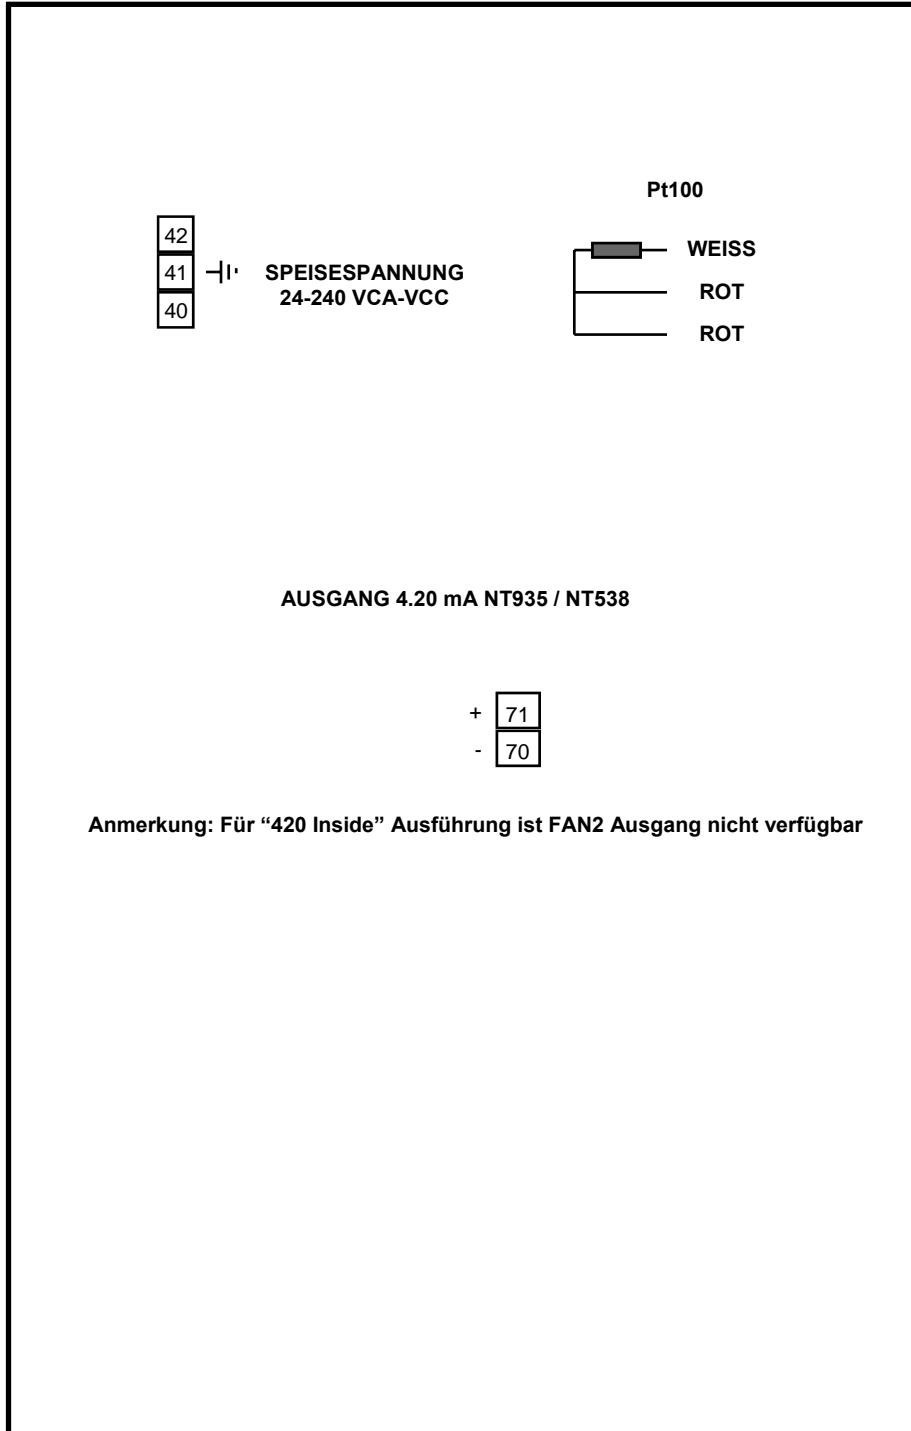 Pt100
42
41
40
SPEISESPANNUNG
24-240 VCA-VCC
WEISS
ROT
ROT
AUSGANG 4.20 mA NT935 / NT538
+ 71
- 70
Anmerkung: Für “420 Inside” Ausführung ist FAN2 Ausgang nicht verfügbar